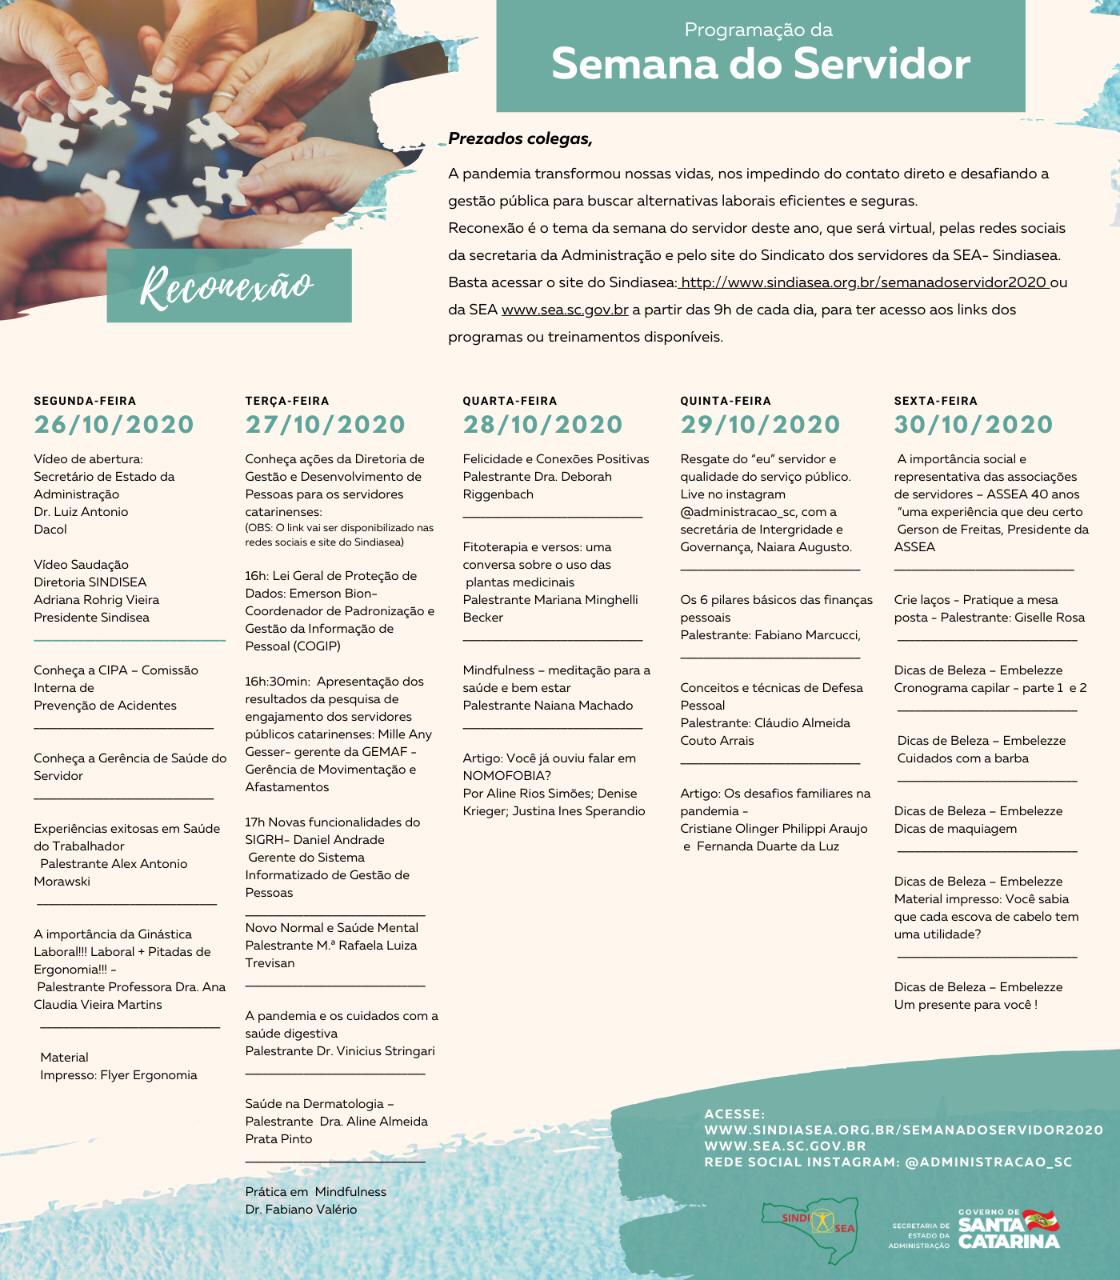 Programação da
Semana do Servidor
Reconexão
Prezados colegas,
A pandemia transformou nossas vidas, nos impedindo do contato direto e desafiando a
gestão pública para buscar alternativas laborais eficientes e seguras.
Reconexão é o tema da semana do servidor deste ano, que será virtual, pelas redes sociais
da secretaria da Administração e pelo site do Sindicato dos servidores da SEA- Sindiasea.
Basta acessar o site do Sindiasea: http://www.sindiasea.org.br/semanadoservidor2020 ou
da SEA www.sea.sc.gov.br a partir das 9h de cada dia, para ter acesso aos links dos
programas ou treinamentos disponíveis.
SEGUNDA-FEIRA
26/10/2020
Vídeo de abertura:
Secretário de Estado da
Administração
Dr. Luiz Antonio
Dacol
Vídeo Saudação
Diretoria SINDISEA
Adriana Rohrig Vieira
Presidente Sindisea
Conheça a CIPA – Comissão
Interna de
Prevenção de Acidentes
Conheça a Gerência de Saúde do
Servidor
Experiências exitosas em Saúde
do Trabalhador
Palestrante Alex Antonio
Morawski
A importância da Ginástica
Laboral!!! Laboral + Pitadas de
Ergonomia!!! -
Palestrante Professora Dra. Ana
Claudia Vieira Martins
Material
Impresso: Flyer Ergonomia
TERÇA-FEIRA
27/10/2020
Conheça ações da Diretoria de
Gestão e Desenvolvimento de
Pessoas para os servidores
catarinenses:
(OBS: O link vai ser disponibilizado nas
redes sociais e site do Sindiasea)
16h: Lei Geral de Proteção de
Dados: Emerson Bion-
Coordenador de Padronização e
Gestão da Informação de
Pessoal (COGIP)
16h:30min: Apresentação dos
resultados da pesquisa de
engajamento dos servidores
públicos catarinenses: Mille Any
Gesser- gerente da GEMAF -
Gerência de Movimentação e
Afastamentos
17h Novas funcionalidades do
SIGRH- Daniel Andrade
Gerente do Sistema
Informatizado de Gestão de
Pessoas
Novo Normal e Saúde Mental
Palestrante M.ª Rafaela Luiza
Trevisan
A pandemia e os cuidados com a
saúde digestiva
Palestrante Dr. Vinicius Stringari
Saúde na Dermatologia –
Palestrante Dra. Aline Almeida
Prata Pinto
Prática em Mindfulness
Dr. Fabiano Valério
QUARTA-FEIRA
28/10/2020
Felicidade e Conexões Positivas
Palestrante Dra. Deborah
Riggenbach
Fitoterapia e versos: uma
conversa sobre o uso das
plantas medicinais
Palestrante Mariana Minghelli
Becker
Mindfulness – meditação para a
saúde e bem estar
Palestrante Naiana Machado
Artigo: Você já ouviu falar em
NOMOFOBIA?
Por Aline Rios Simões; Denise
Krieger; Justina Ines Sperandio
QUINTA-FEIRA
29/10/2020
Resgate do “eu” servidor e
qualidade do serviço público.
Live no instagram
@administracao_sc, com a
secretária de Intergridade e
Governança, Naiara Augusto.
Os 6 pilares básicos das finanças
pessoais
Palestrante: Fabiano Marcucci,
Conceitos e técnicas de Defesa
Pessoal
Palestrante: Cláudio Almeida
Couto Arrais
Artigo: Os desafios familiares na
pandemia -
Cristiane Olinger Philippi Araujo
e Fernanda Duarte da Luz
SEXTA-FEIRA
30/10/2020
A importância social e
representativa das associações
de servidores – ASSEA 40 anos
“uma experiência que deu certo
Gerson de Freitas, Presidente da
ASSEA
Crie laços - Pratique a mesa
posta - Palestrante: Giselle Rosa
Dicas de Beleza – Embelezze
Cronograma capilar - parte 1 e 2
Dicas de Beleza – Embelezze
Cuidados com a barba
Dicas de Beleza – Embelezze
Dicas de maquiagem
Dicas de Beleza – Embelezze
Material impresso: Você sabia
que cada escova de cabelo tem
uma utilidade?
Dicas de Beleza – Embelezze
Um presente para você !
ACESSE:
WWW.SINDIASEA.ORG.BR/SEMANADOSERVIDOR2020
WWW.SEA.SC.GOV.BR
REDE SOCIAL INSTAGRAM: @ADMINISTRACAO_SC
SINDI SEA
SECRETARIA DE
ESTADO DA
ADMINISTRAÇÃO
GOVERNO DE
SANTA
CATARINA